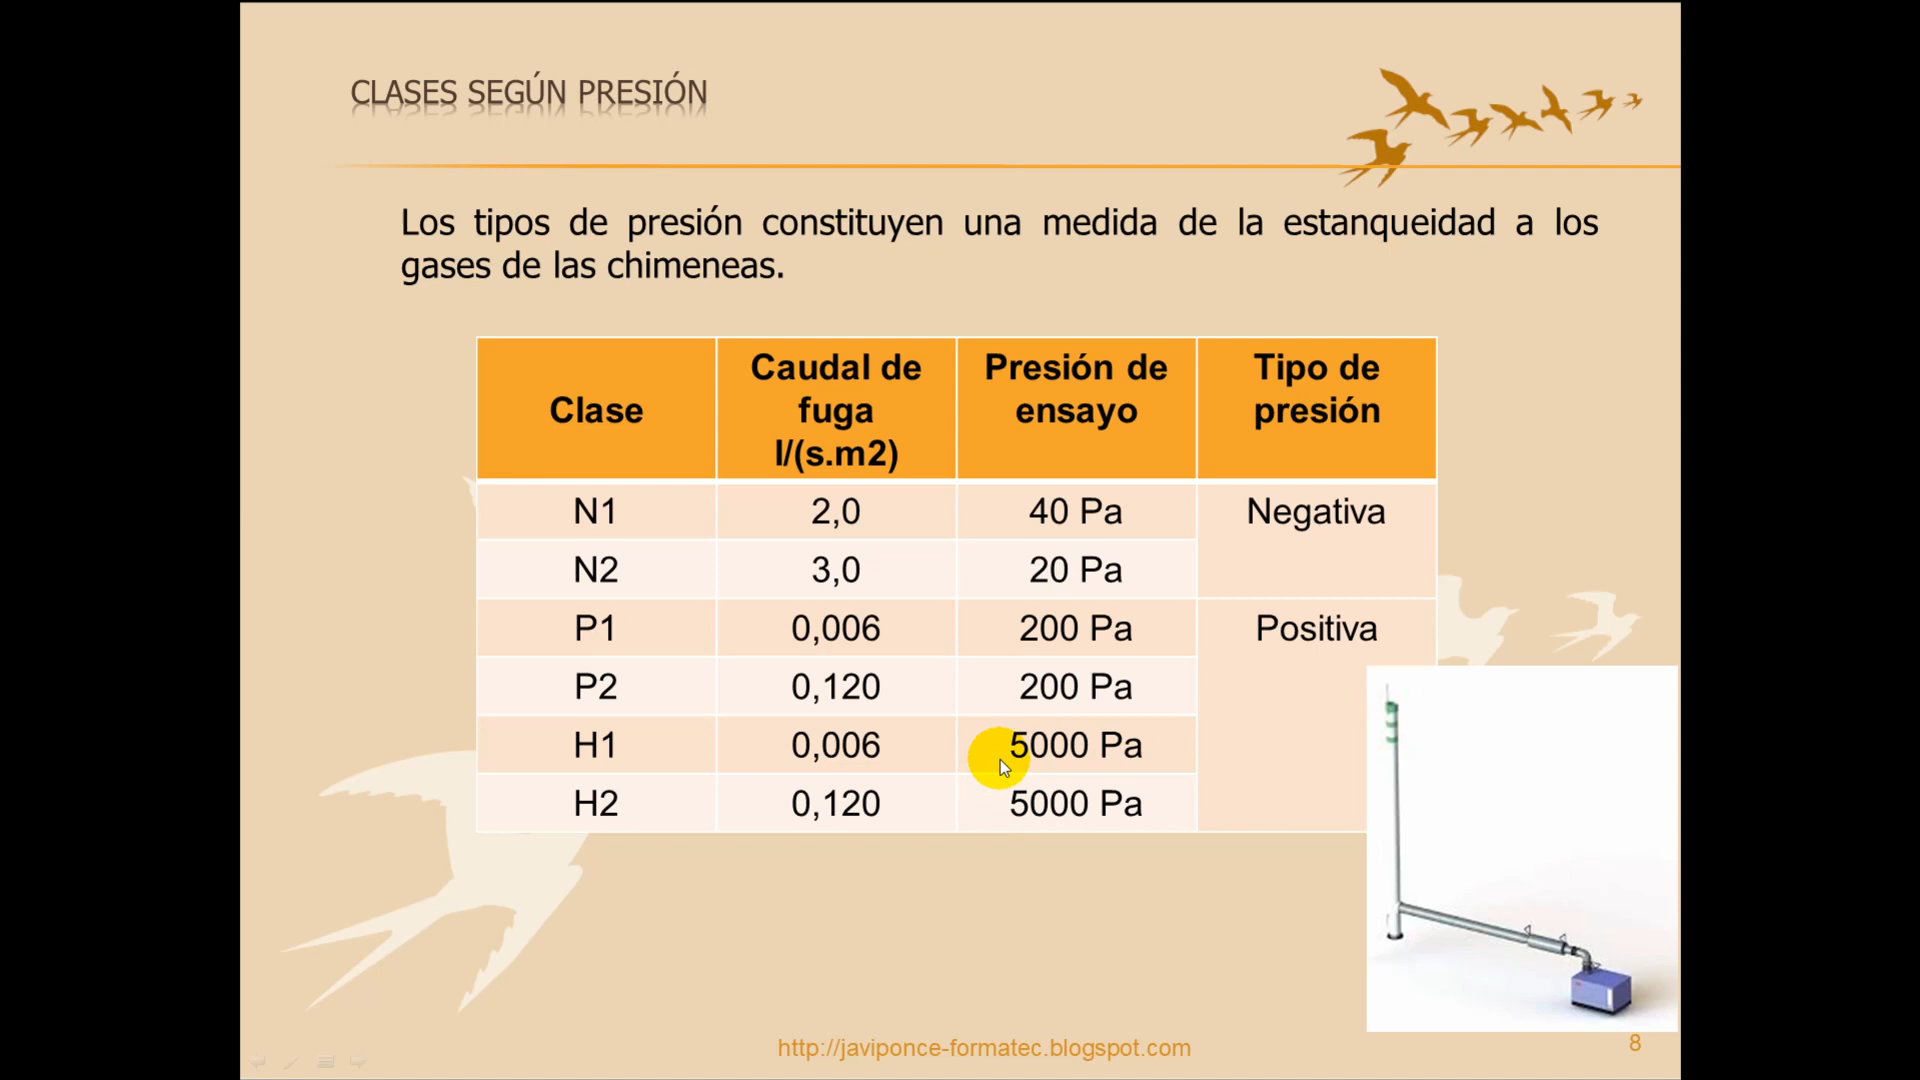 CLASES SEGÚN PRESIÓN
Los tipos de presión constituyen una medida de la estanqueidad a los
gases de las chimeneas.
Clase
Caudal de
fuga
l/(s.m2)
Presión de
ensayo
Tipo de
presión
N1 2,0 40 Pa Negativa
N2 3,0 20 Pa
P1 0,006 200 Pa Positiva
P2 0,120 200 Pa
H1 0,006 5000 Pa
H2 0,120 5000 Pa
http://javiponce-formatec.blogspot.com
8